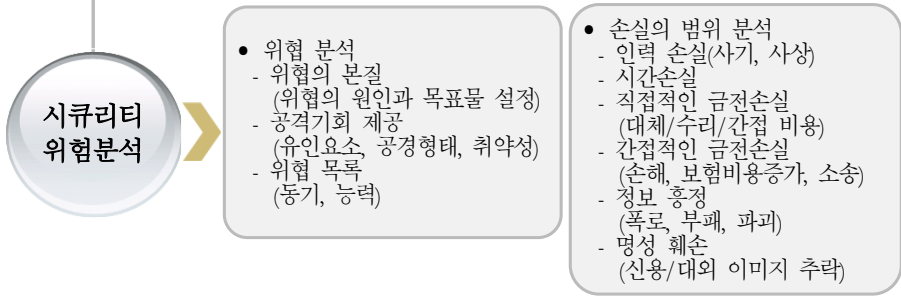 시큐리티
위험분석
● 위협 분석
- 위협의 본질
(위협의 원인과 목표물 설정)
- 공격기회 제공
(유인요소, 공경형태, 취약성)
- 위협 목록
(동기, 능력)
● 손실의 범위 분석
- 인력 손실(사기, 사상)
- 시간손실
- 직접적인 금전손실
(대체/수리/간접 비용)
- 간접적인 금전손실
(손해, 보험비용증가, 소송)
- 정보 흥정
(폭로, 부패, 파괴)
- 명성 훼손
(신용/대외 이미지 추락)